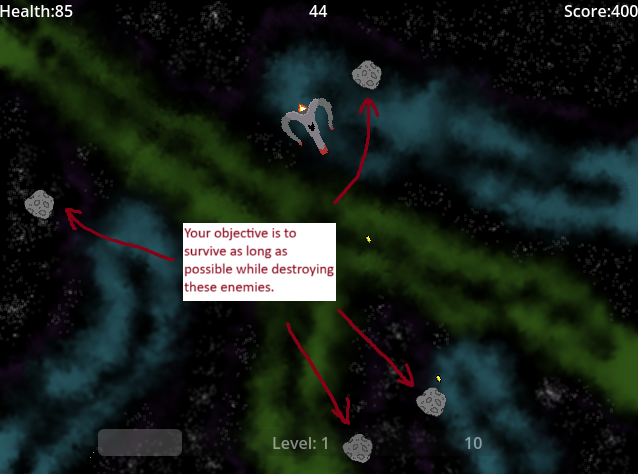 Health:85
44
Score:400
Your objective is to
survive as long as
possible while destroying
these enemies.
Level: 1
10